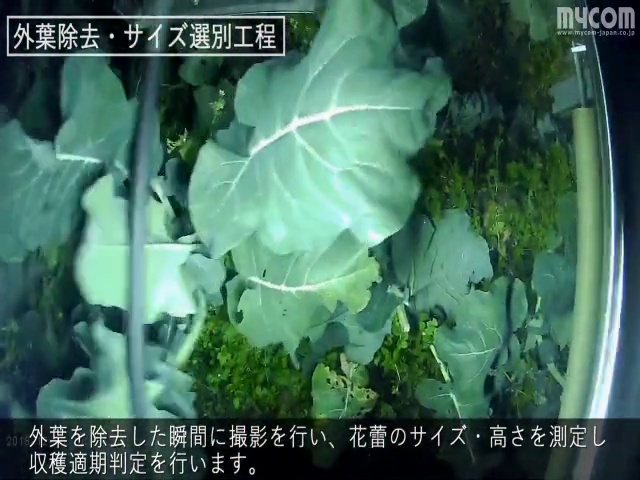 外葉除去・サイズ選別工程
mycom
www.mycom-japan.co.jp
外葉を除去した瞬間に撮影を行い、花蕾のサイズ・高さを測定し
収穫適期判定を行います。